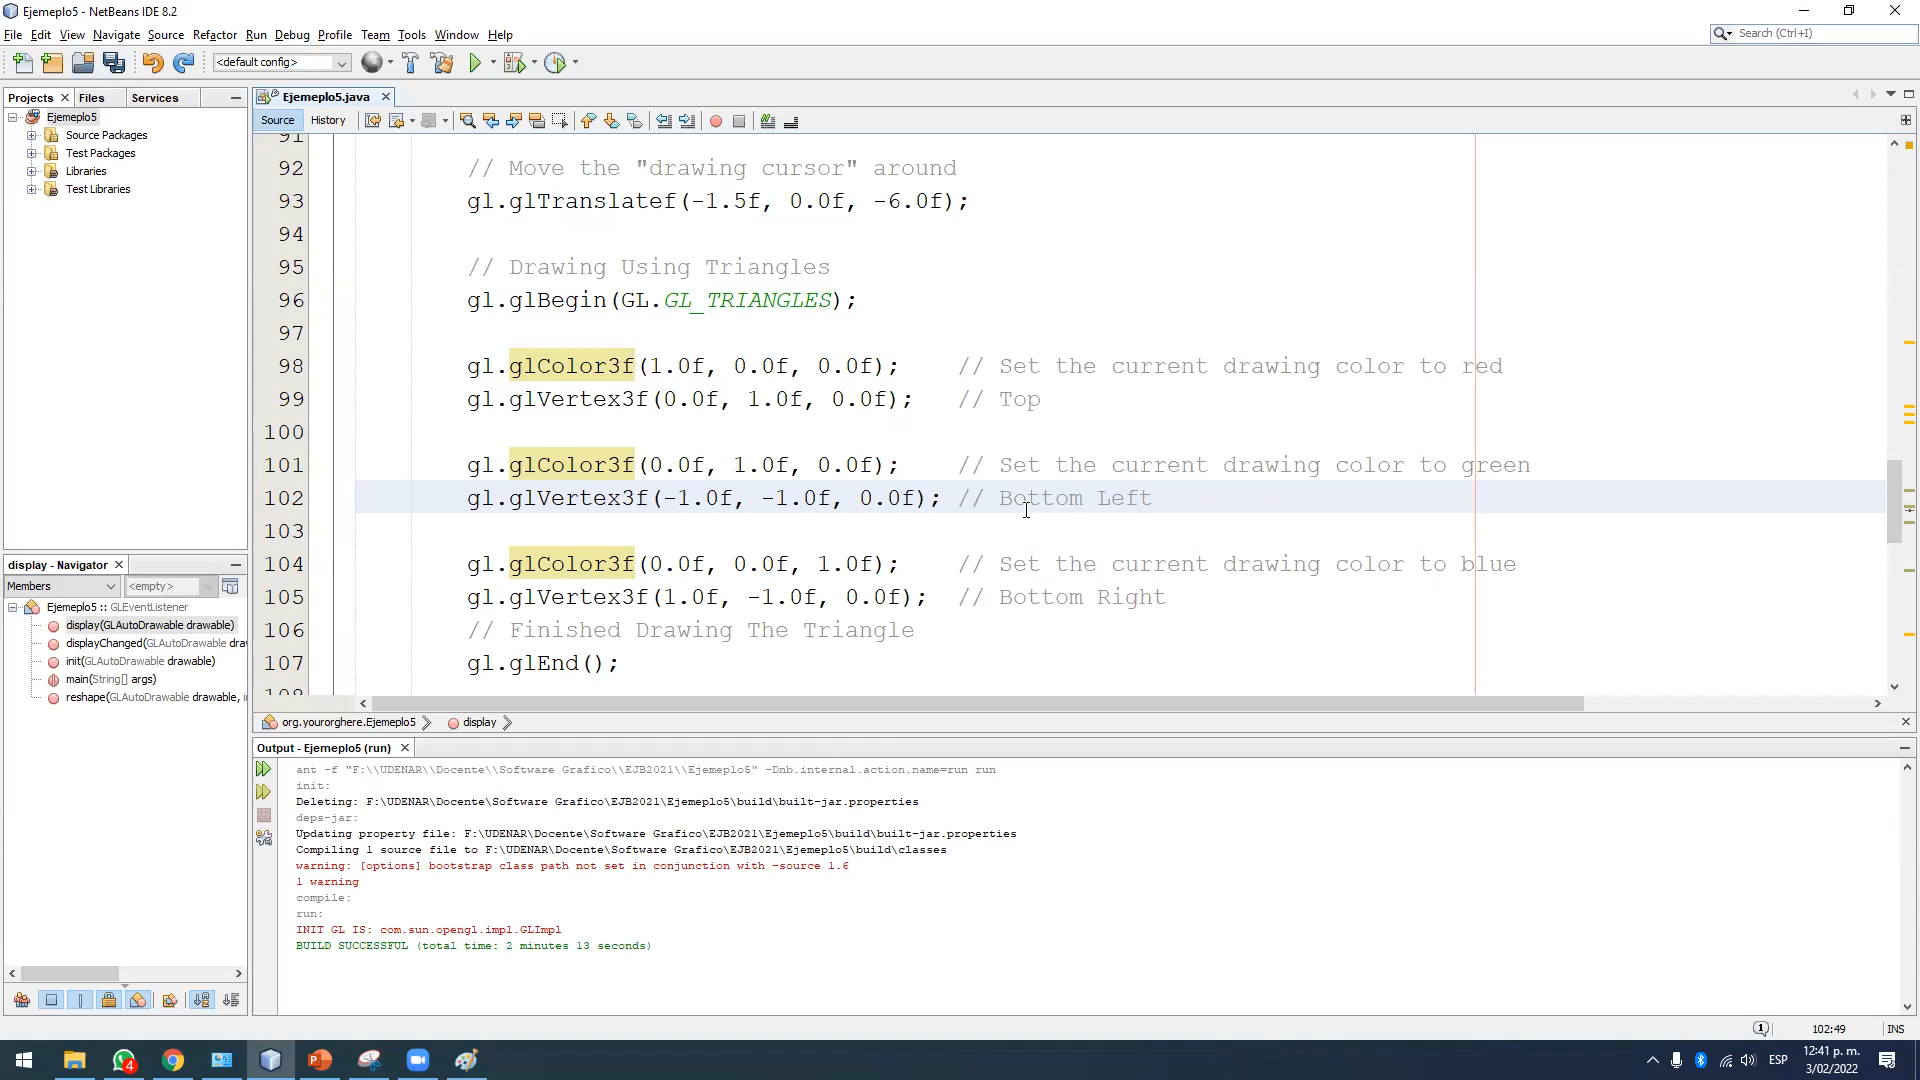 Ejemeplo5 - NetBeans IDE 8.2
File Edit View Navigate Source Refactor Run Debug Profile Team Tools Window Help
Search (Ctrl+I)
<default config>
Projects Files Services
Ejemeplo5.java
Source History
Ejemeplo5
Source Packages
Test Packages
Libraries
Test Libraries
91
92 // Move the "drawing cursor" around
93 gl.glTranslatef(-1.5f, 0.0f, -6.0f);
94
95 // Drawing Using Triangles
96 gl.glBegin(GL.GL_TRIANGLES);
97
98 gl.glColor3f(1.0f, 0.0f, 0.0f); // Set the current drawing color to red
99 gl.glVertex3f(0.0f, 1.0f, 0.0f); // Top
100
101 gl.glColor3f(0.0f, 1.0f, 0.0f); // Set the current drawing color to green
102 gl.glVertex3f(-1.0f, -1.0f, 0.0f); // Bottom Left
103
104 gl.glColor3f(0.0f, 0.0f, 1.0f); // Set the current drawing color to blue
105 gl.glVertex3f(1.0f, -1.0f, 0.0f); // Bottom Right
106 // Finished Drawing The Triangle
107 gl.glEnd();
108
display - Navigator
Members <empty>
Ejemeplo5 :: GLEventListener
display(GLAutoDrawable drawable)
displayChanged(GLAutoDrawable dra
init(GLAutoDrawable drawable)
main(String[] args)
reshape(GLAutoDrawable drawable, i
org.yourorghere.Ejemeplo5 display
Output - Ejemeplo5 (run)
ant -f "F:\\UDENAR\\Docente\\Software Grafico\\EJB2021\\Ejemeplo5" -Dnb.internal.action.name=run run
init:
Deleting: F:\UDENAR\Docente\Software Grafico\EJB2021\Ejemeplo5\build\built-jar.properties
deps-jar:
Updating property file: F:\UDENAR\Docente\Software Grafico\EJB2021\Ejemeplo5\build\built-jar.properties
Compiling 1 source file to F:\UDENAR\Docente\Software Grafico\EJB2021\Ejemeplo5\build\classes
warning: [options] bootstrap class path not set in conjunction with -source 1.6
1 warning
compile:
run:
INIT GL IS: com.sun.opengl.impl.GLImpl
BUILD SUCCESSFUL (total time: 2 minutes 13 seconds)
1 102:49 INS
4
ESP
12:41 p. m.
3/02/2022